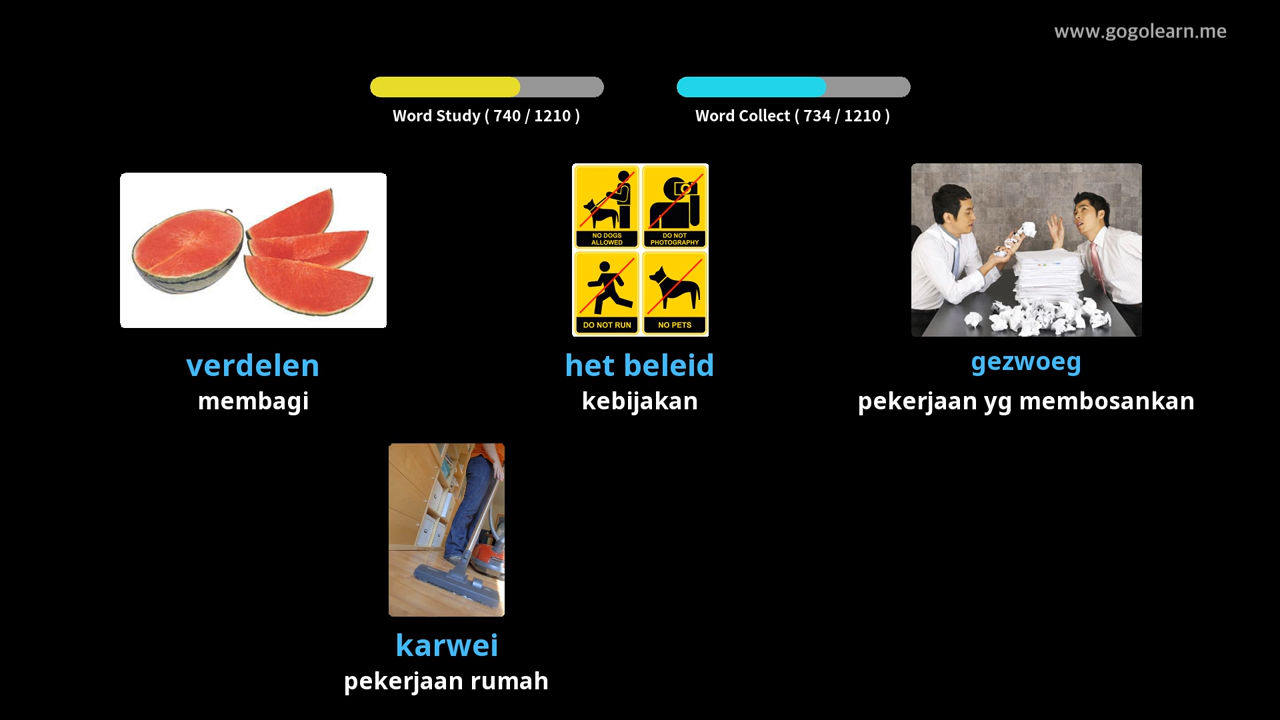 www.gogolearn.me
Word Study ( 740 / 1210 )
Word Collect ( 734 / 1210 )
NO DOGS
ALLOWED
DO NOT
PHOTOGRAPHY
DO NOT RUN
NO PETS
verdelen
membagi
het beleid
kebijakan
gezwoeg
pekerjaan yg membosankan
karwei
pekerjaan rumah